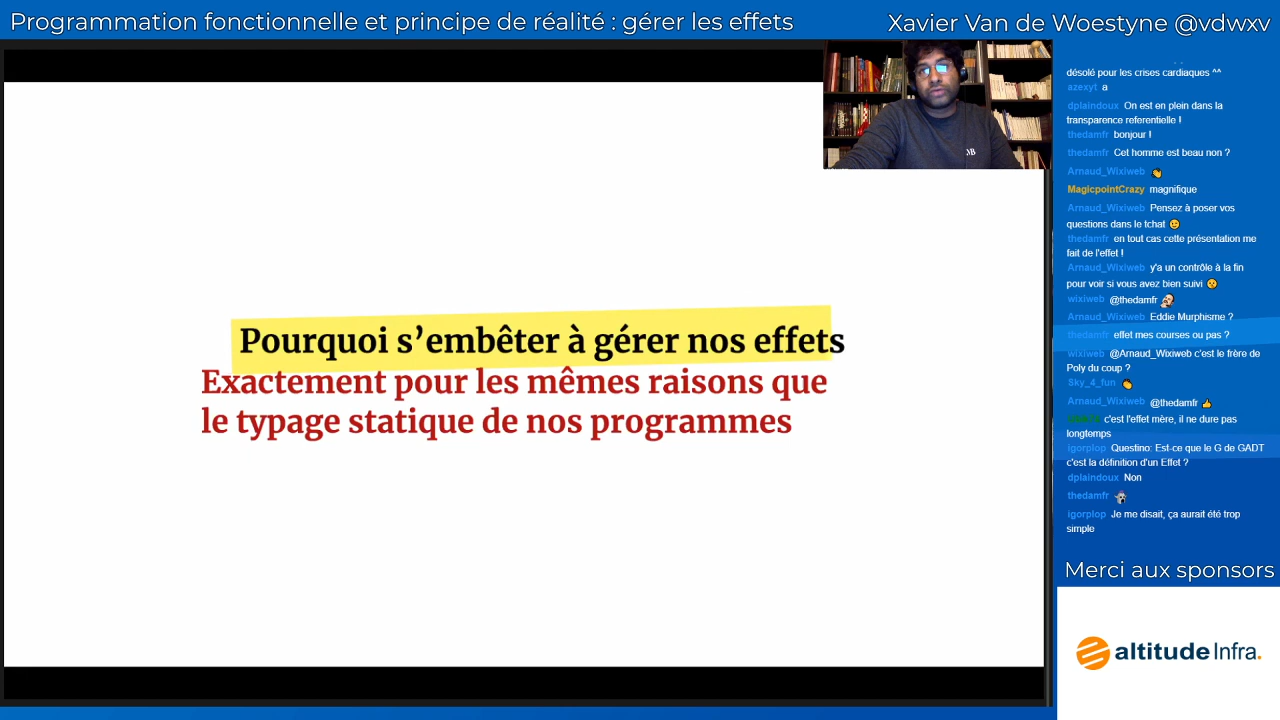 Programmation fonctionnelle et principe de réalité : gérer les effets
Xavier Van de Woestyne @vdwxv
Pourquoi s'embêter à gérer nos effets
Exactement pour les mêmes raisons que
le typage statique de nos programmes
désolé pour les crises cardiaques ^^
azexyt a
dplaindoux On est en plein dans la
transparence referentielle !
thedamfr bonjour !
thedamfr Cet homme est beau non ?
Arnaud_Wixiweb
MagicpointCrazy magnifique
Arnaud_Wixiweb Pensez à poser vos
questions dans le tchat
thedamfr en tout cas cette présentation me
fait de l'effet !
Arnaud_Wixiweb y'a un contrôle à la fin
pour voir si vous avez bien suivi
wixiweb @thedamfr
Arnaud_Wixiweb Eddie Murphisme ?
thedamfr effet mes courses ou pas ?
wixiweb @Arnaud_Wixiweb c'est le frère de
Poly du coup ?
Sky_4_fun
Arnaud_Wixiweb @thedamfr
c'est l'effet mère, il ne dure pas
longtemps
igorplop Questino: Est-ce que le G de GADT
c'est la définition d'un Effet ?
dplaindoux Non
thedamfr
igorplop Je me disait, ça aurait été trop
simple
Merci aux sponsors
altitude Infra.